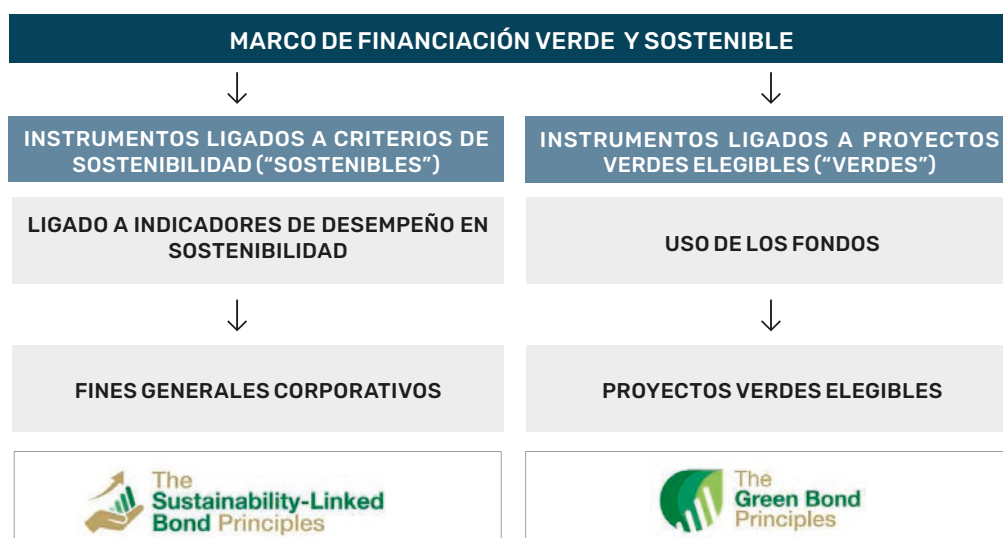 MARCO DE FINANCIACIÓN VERDE Y SOSTENIBLE
INSTRUMENTOS LIGADOS A CRITERIOS DE
SOSTENIBILIDAD (“SOSTENIBLES”)
LIGADO A INDICADORES DE DESEMPEÑO EN
SOSTENIBILIDAD
FINES GENERALES CORPORATIVOS
The
Sustainability-Linked
Bond Principles
INSTRUMENTOS LIGADOS A PROYECTOS
VERDES ELEGIBLES (“VERDES”)
USO DE LOS FONDOS
PROYECTOS VERDES ELEGIBLES
The
Green Bond
Principles